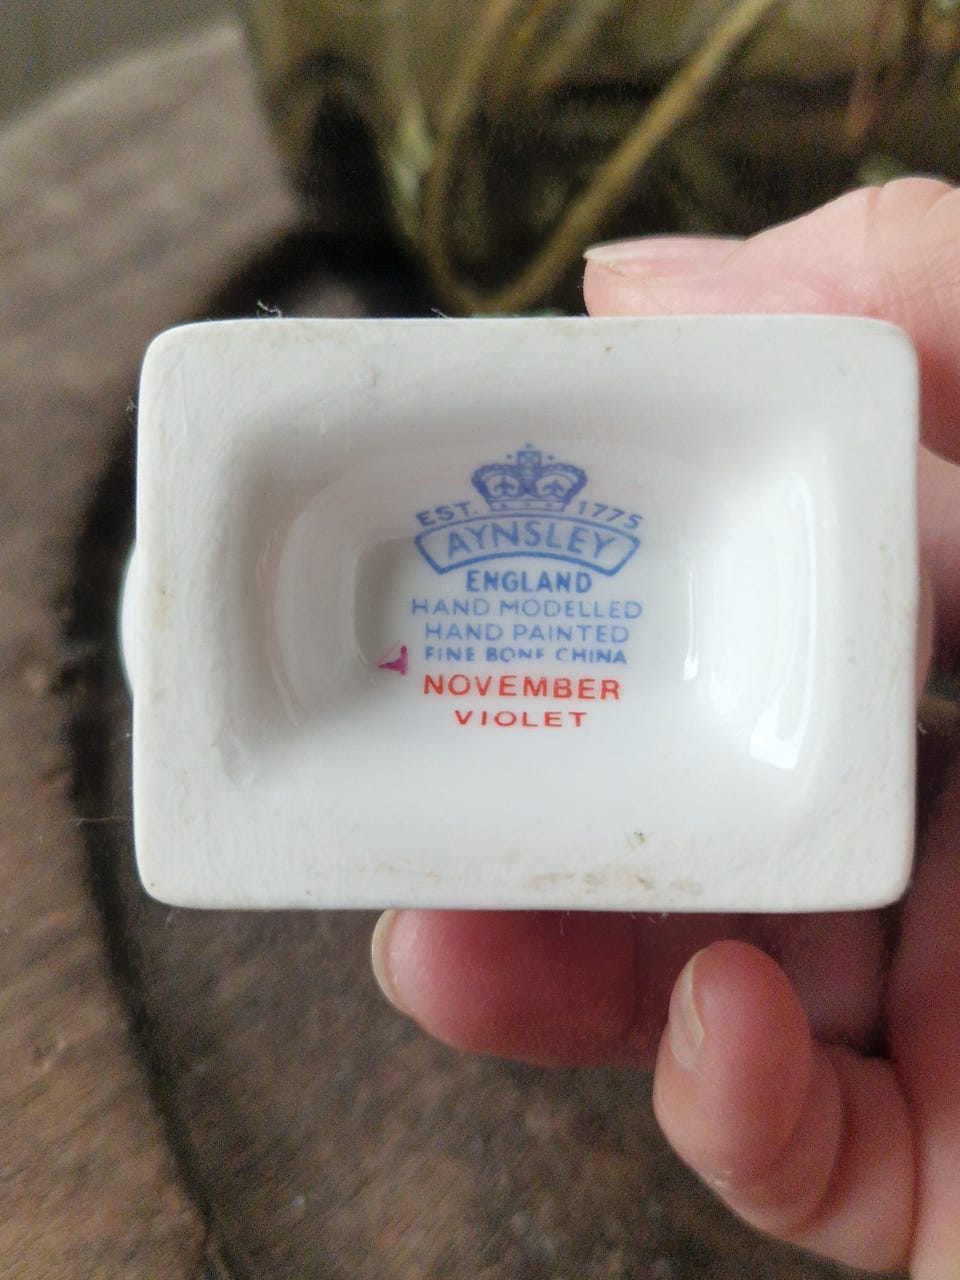 EST. 1775
AYNSLEY
ENGLAND
HAND MODELLED
HAND PAINTED
FINE BONE CHINA
NOVEMBER
VIOLET